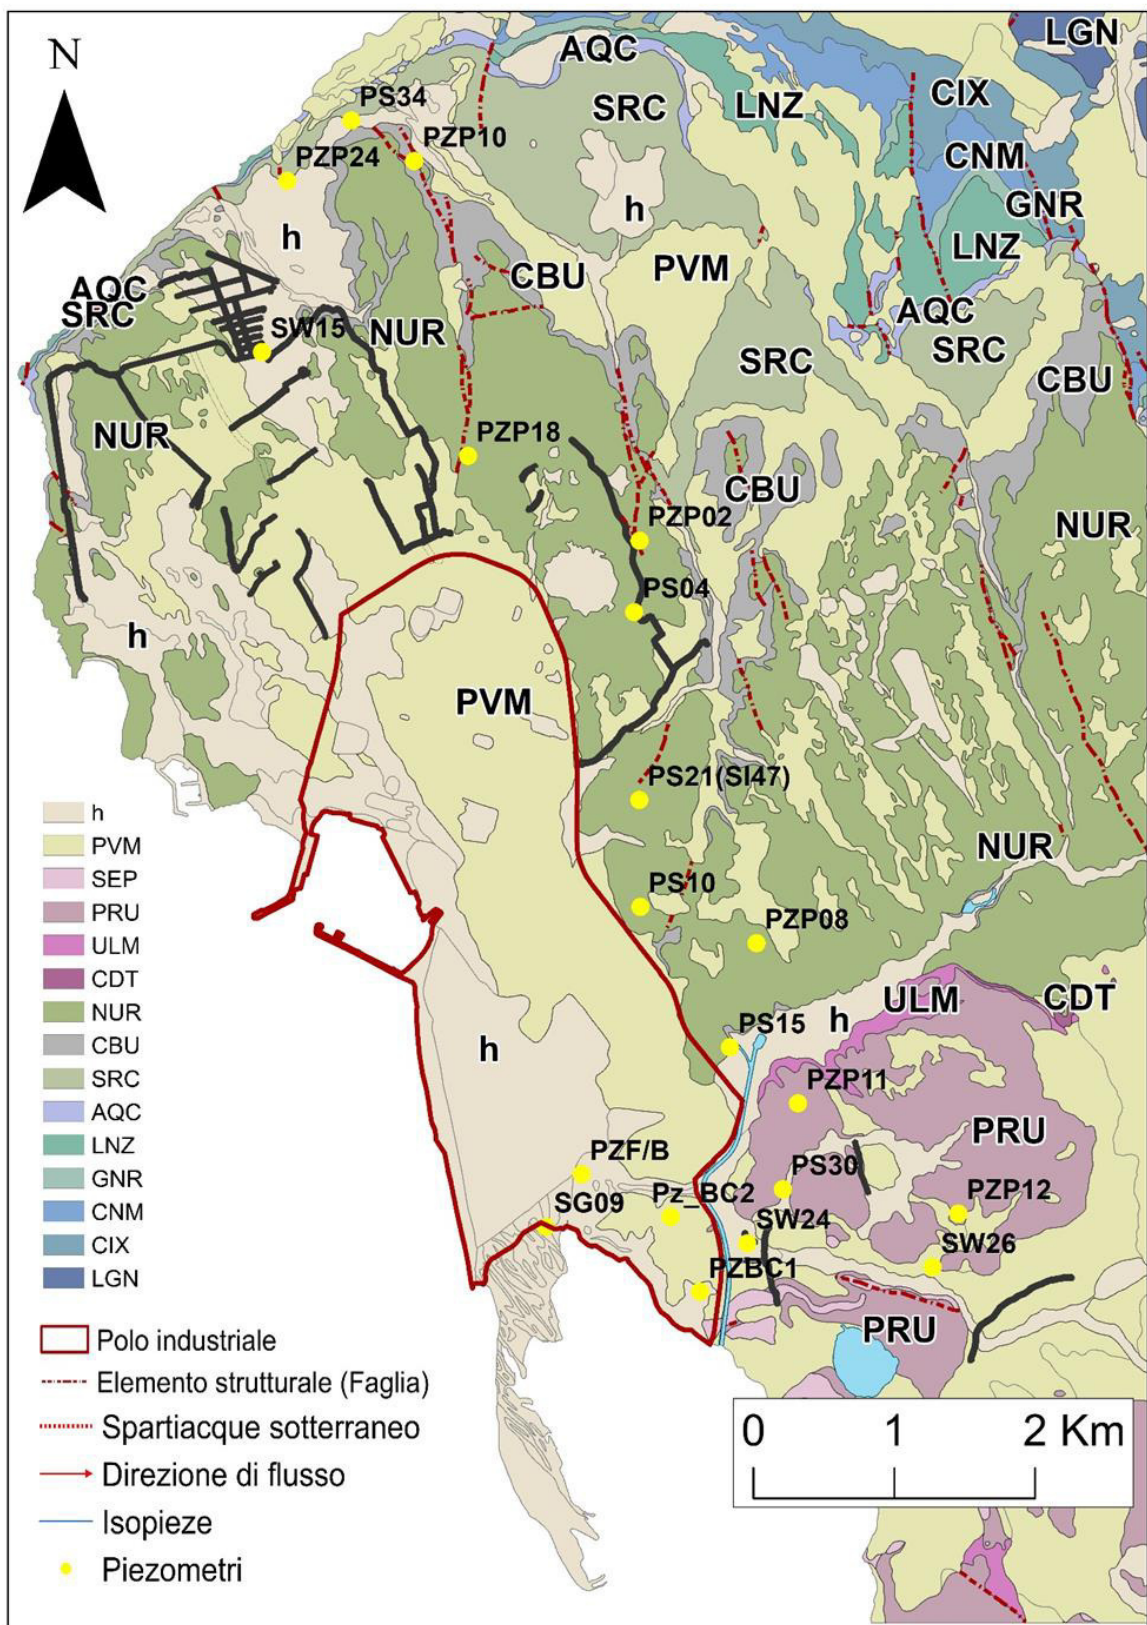 N
AQC
LGN
PS34
SRC
LNZ
CIX
PZP10
CNM
PZP24
GNR
h
h
LNZ
CBU
PVM
AQC
AQC
SRC
SW15
NUR
SRC
SRC
CBU
NUR
PZP18
CBU
PZP02
NUR
PS04
h
PVM
PS21(SI47)
NUR
PS10
PZP08
ULM
CDT
h
PS15
h
PZP11
PRU
PZF/B
PS30
Pz_BC2
PZP12
SG09
SW24
SW26
PZBC1
PRU
h
PVM
SEP
PRU
ULM
CDT
NUR
CBU
SRC
AQC
LNZ
GNR
CNM
CIX
LGN
Polo industriale
Elemento strutturale (Faglia)
Spartiacque sotterraneo
Direzione di flusso
Isopieze
Piezometri
0 1 2 Km